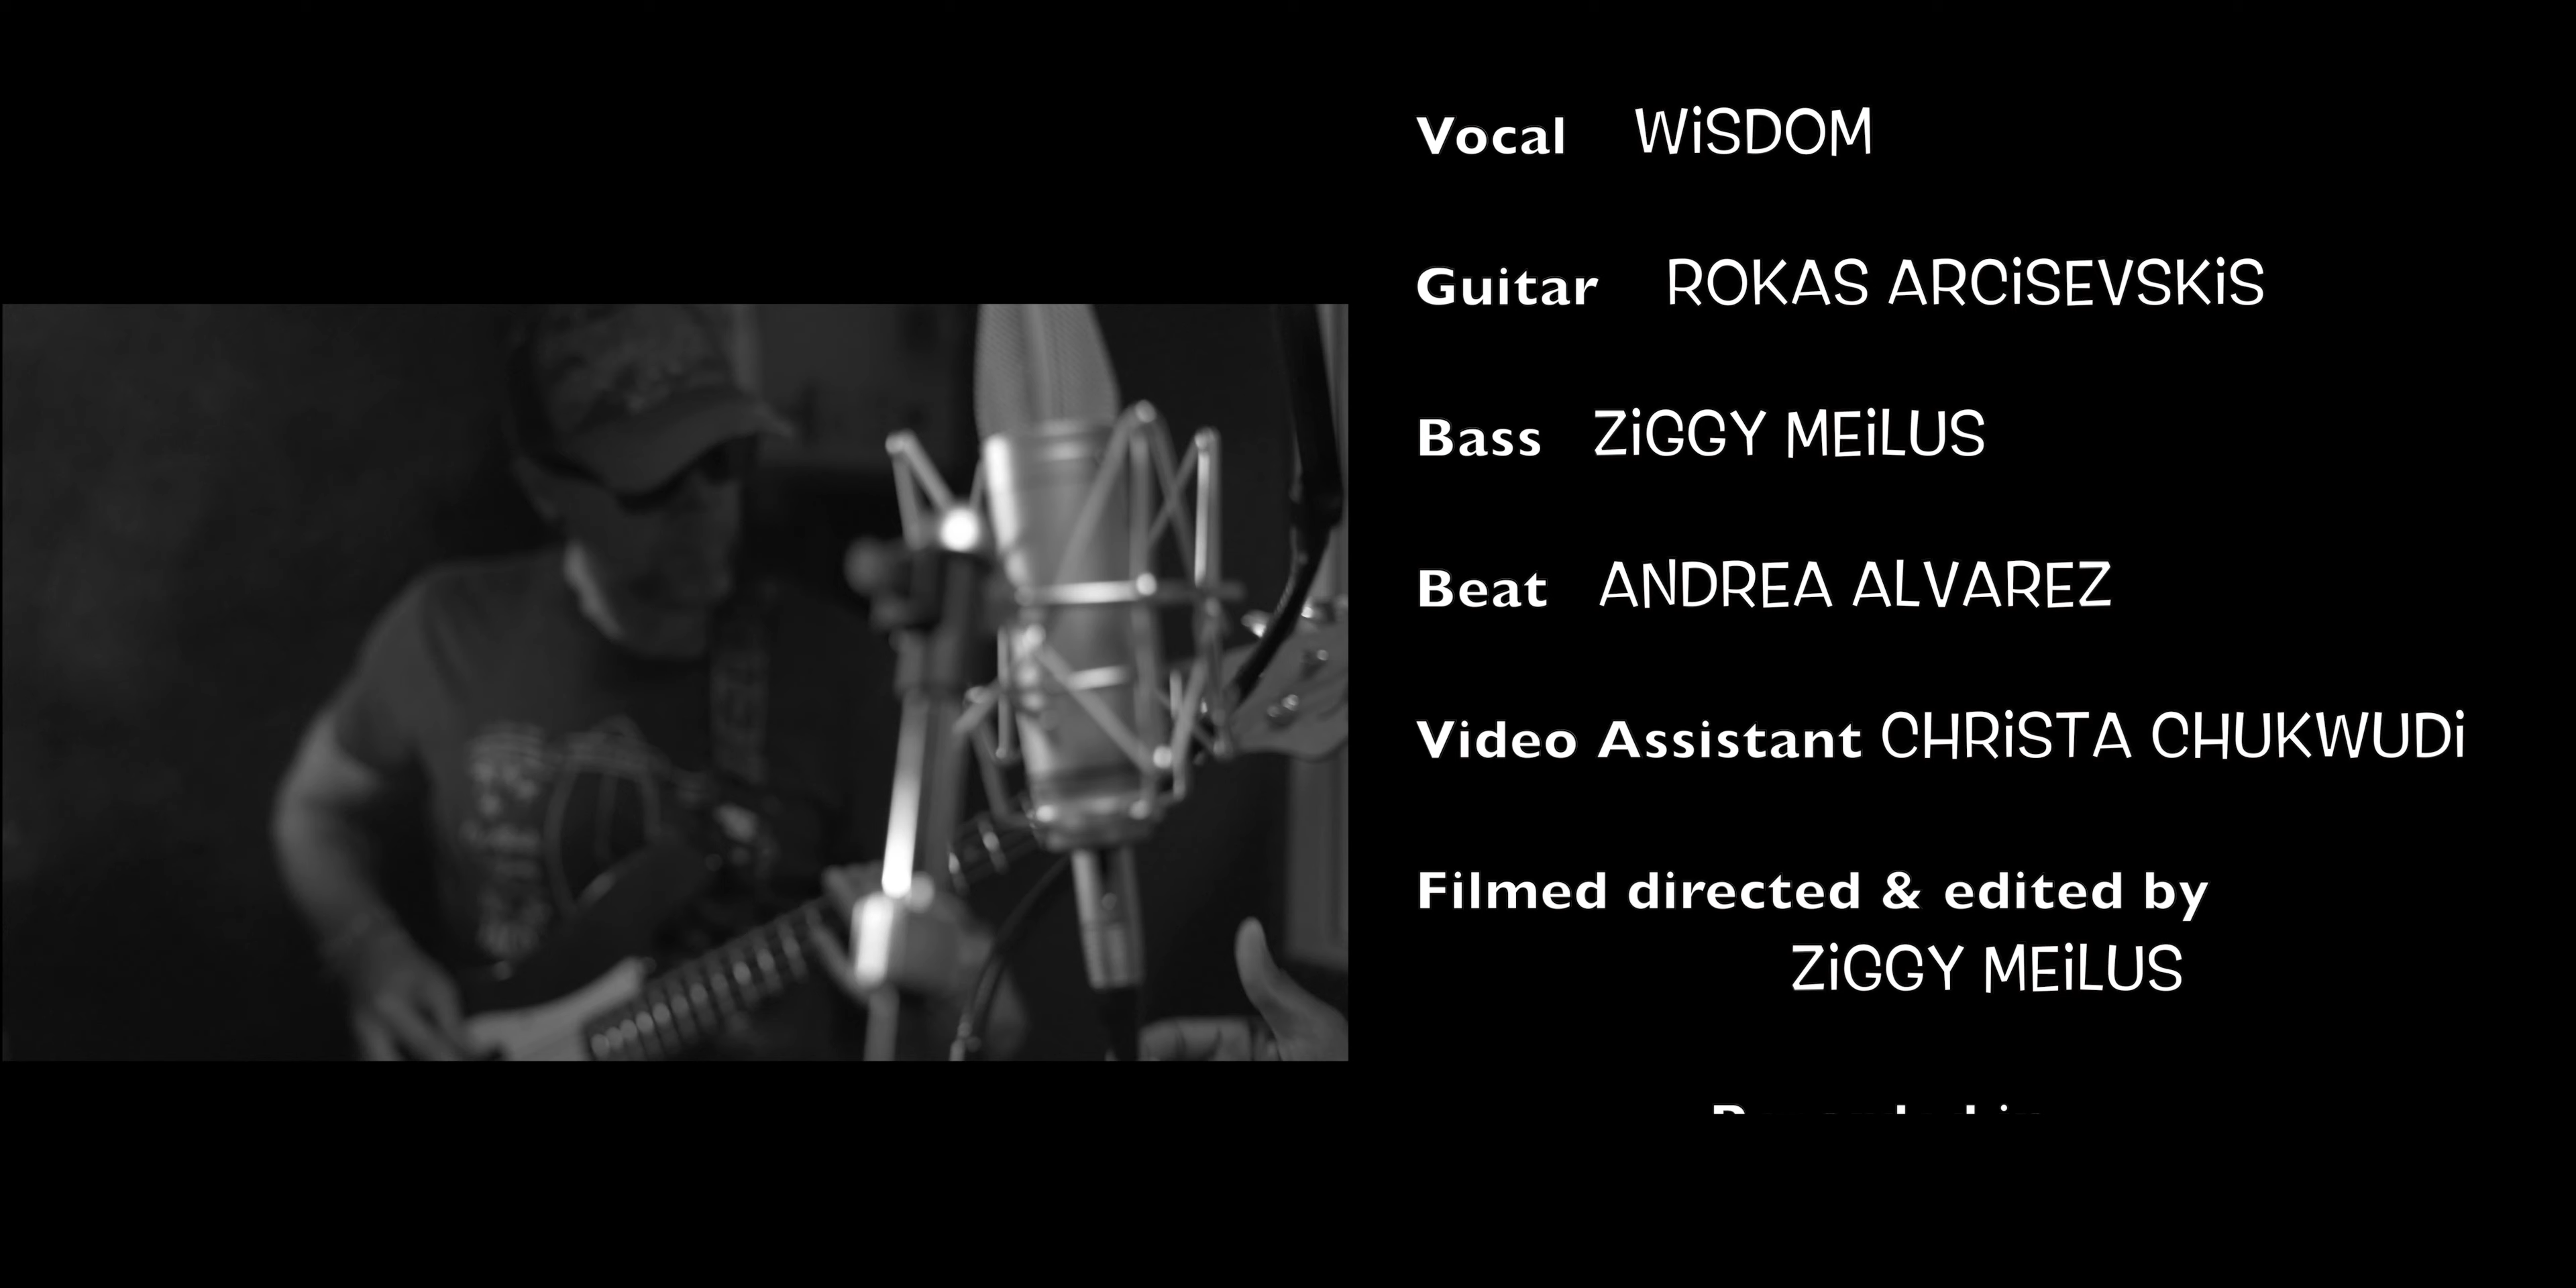 Vocal WiSDOM
Guitar ROKAS ARCiSEVSKiS
Bass ZiGGY MEiLUS
Beat ANDREA ALVAREZ
Video Assistant CHRiSTA CHUKWUDi
Filmed directed & edited by
ZiGGY MEiLUS